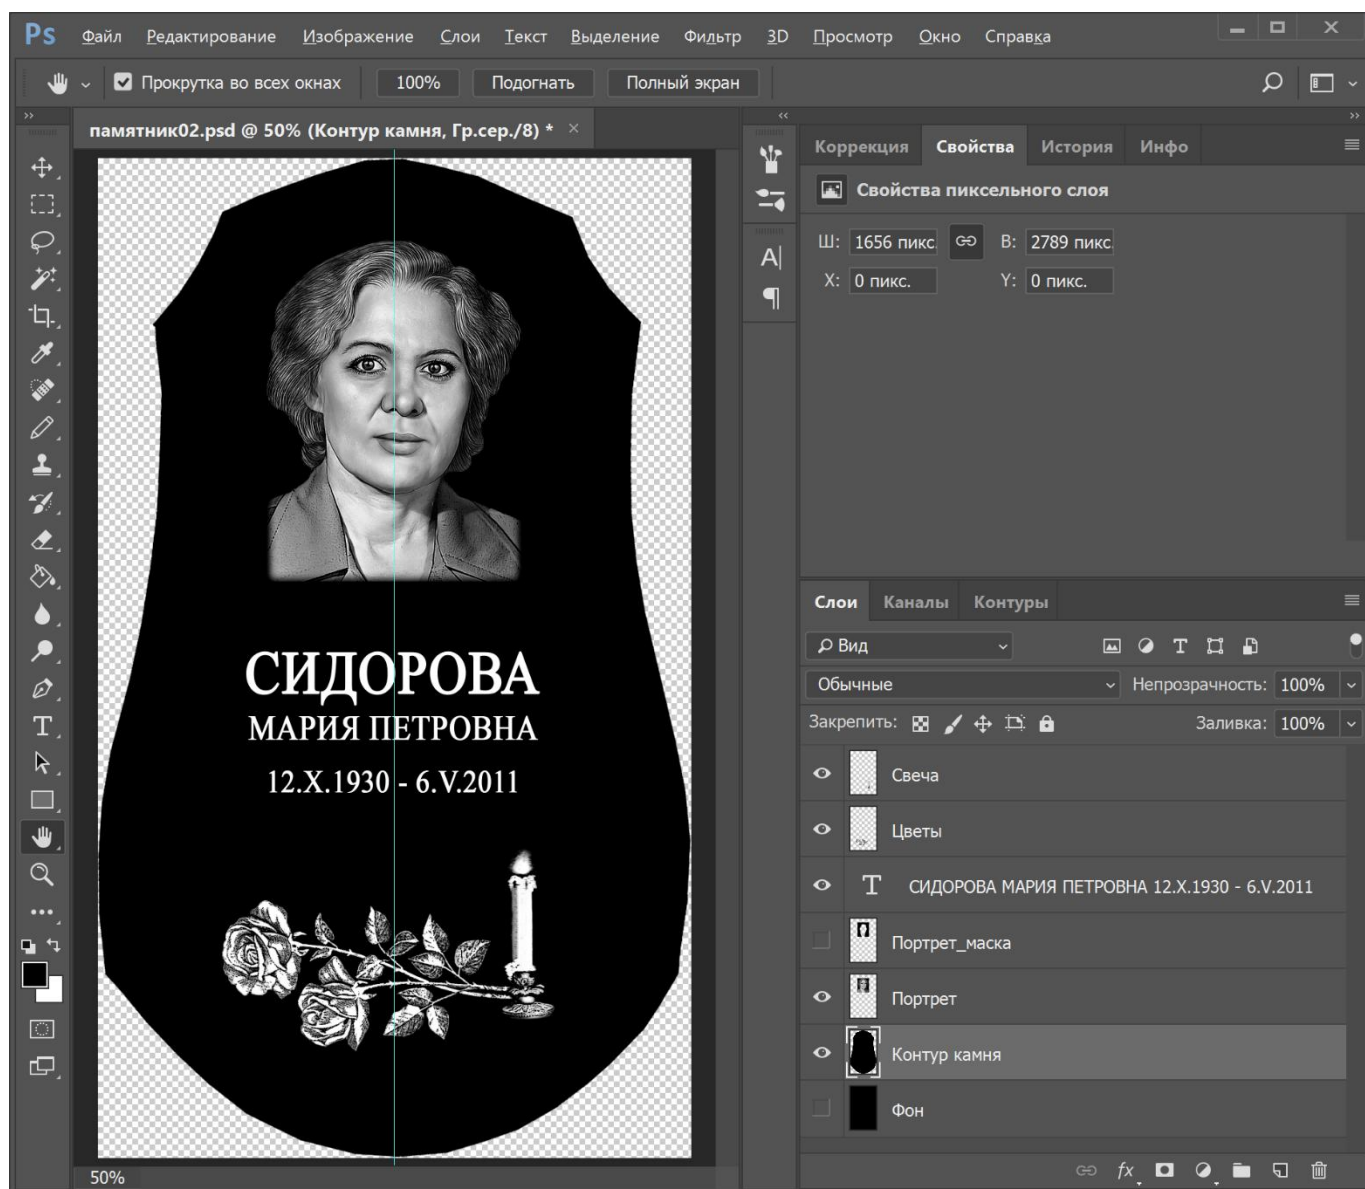 Ps Файл Редактирование Изображение Слои Текст Выделение Фильтр 3D Просмотр Окно Справка
Прокрутка во всех окнах 100% Подогнать Полный экран
памятник02.psd @ 50% (Контур камня, Гр.сер./8) *
Коррекция Свойства История Инфо
Свойства пиксельного слоя
Ш: 1656 пикс. В: 2789 пикс
X: 0 пикс. Y: 0 пикс.
СИДОРОВА
МАРИЯ ПЕТРОВНА
12.X.1930 - 6.V.2011
50%
Слои Каналы Контуры
Вид
Обычные Непрозрачность: 100%
Закрепить: Заливка: 100%
Свеча
Цветы
T СИДОРОВА МАРИЯ ПЕТРОВНА 12.X.1930 - 6.V.2011
Портрет_маска
Портрет
Контур камня
Фон
fx